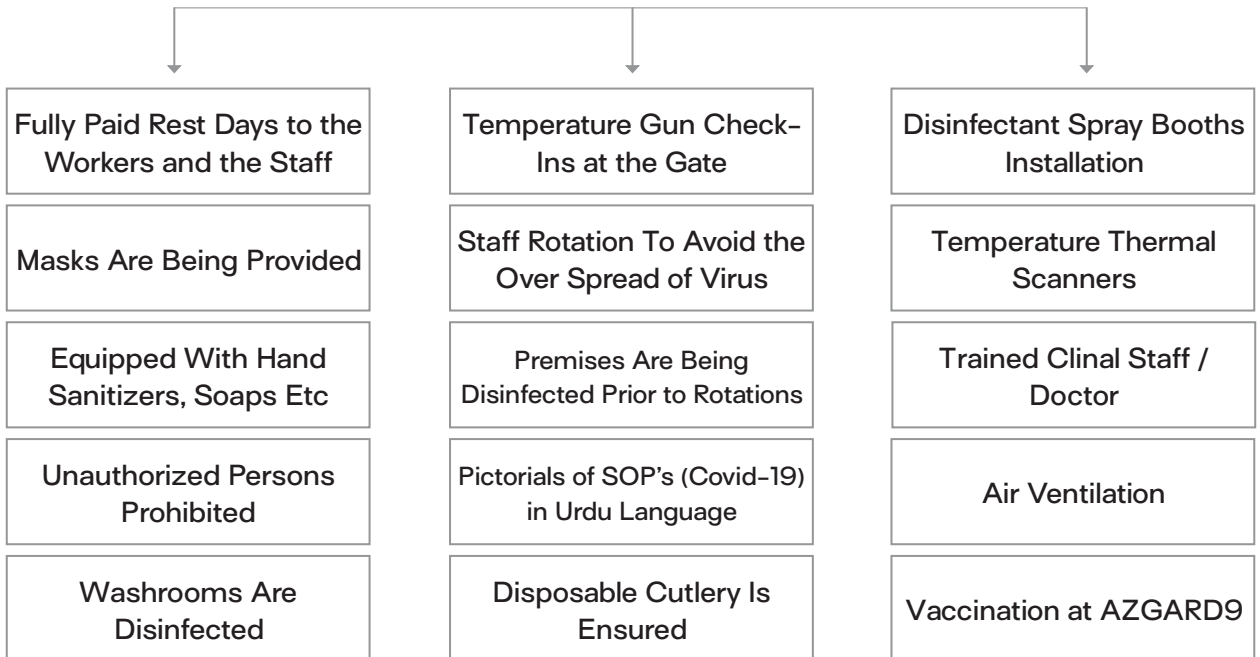 Fully Paid Rest Days to the
Workers and the Staff
Masks Are Being Provided
Equipped With Hand
Sanitizers, Soaps Etc
Unauthorized Persons
Prohibited
Washrooms Are
Disinfected
Temperature Gun Check-
Ins at the Gate
Staff Rotation To Avoid the
Over Spread of Virus
Premises Are Being
Disinfected Prior to Rotations
Pictorials of SOP's (Covid-19)
in Urdu Language
Disposable Cutlery Is
Ensured
Disinfectant Spray Booths
Installation
Temperature Thermal
Scanners
Trained Clinal Staff /
Doctor
Air Ventilation
Vaccination at AZGARD9